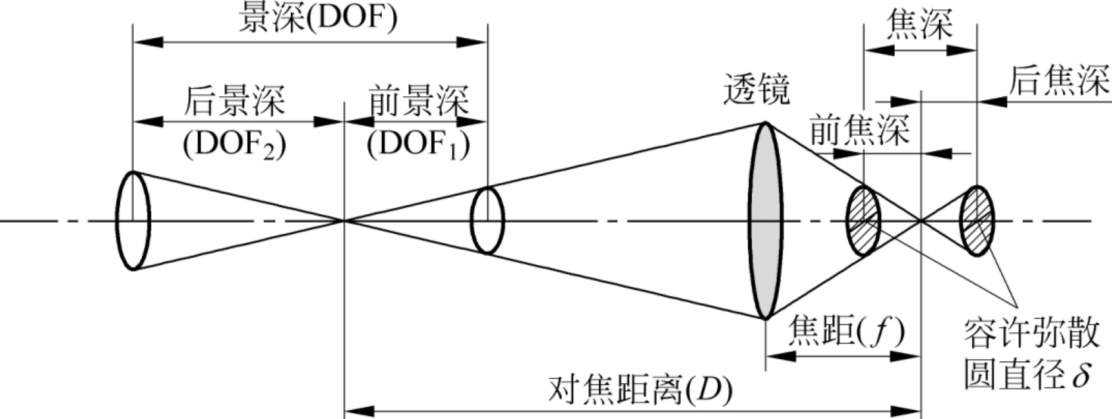 景深(DOF)
焦深
后焦深
后景深
(DOF₂)
前景深
(DOF₁)
透镜
前焦深
焦距(f)
容许弥散
圆直径δ
对焦距离(D)